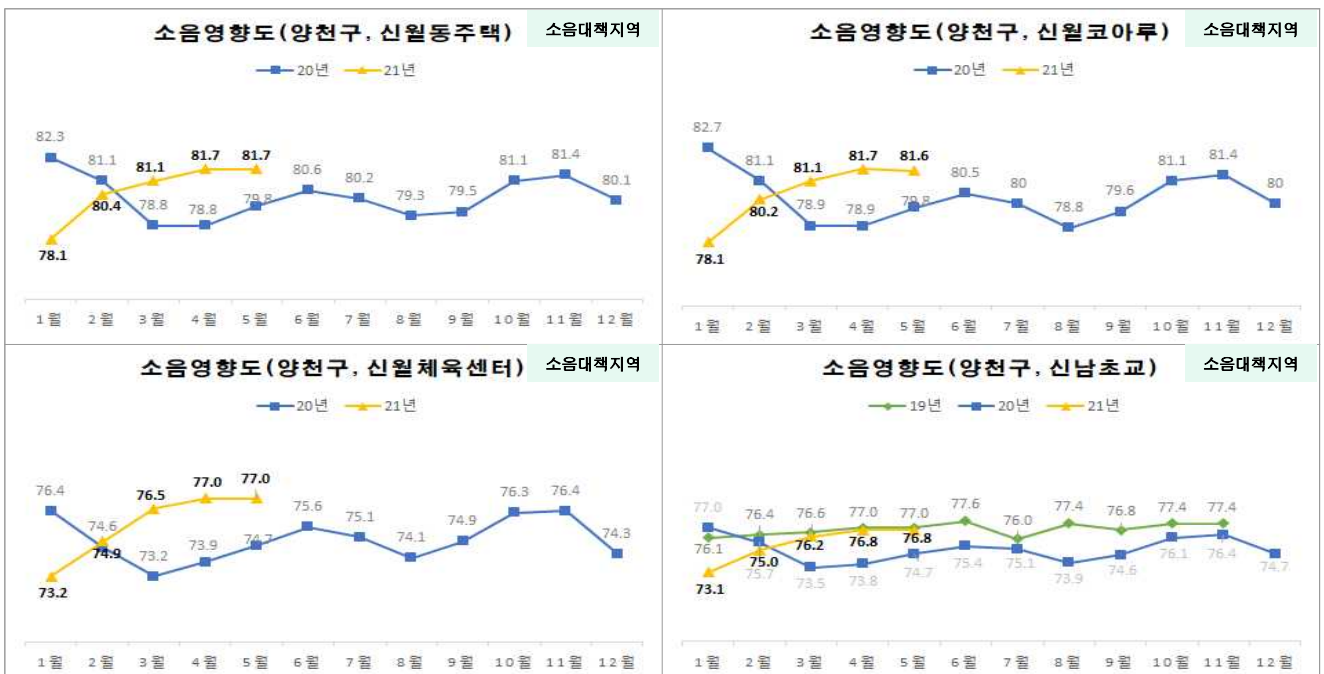 소음영향도(양천구, 신월동주택)
소음대책지역
20년 21년
82.3 81.1 78.8 78.8 79.8 80.6 80.2 79.3 79.5 81.1 81.4 80.1
78.1 80.4 81.1 81.7 81.7
1월 2월 3월 4월 5월 6월 7월 8월 9월 10월 11월 12월
소음영향도(양천구, 신월코아루)
소음대책지역
20년 21년
82.7 81.1 78.9 78.9 79.8 80.5 80 78.8 79.6 81.1 81.4 80
78.1 80.2 81.1 81.7 81.6
1월 2월 3월 4월 5월 6월 7월 8월 9월 10월 11월 12월
소음영향도(양천구, 신월체육센터)
소음대책지역
20년 21년
76.4 74.6 73.2 73.9 74.7 75.6 75.1 74.1 74.9 76.3 76.4 74.3
73.2 74.9 76.5 77.0 77.0
1월 2월 3월 4월 5월 6월 7월 8월 9월 10월 11월 12월
소음영향도(양천구, 신남초교)
소음대책지역
19년 20년 21년
76.1 76.4 76.6 77.0 77.0 77.6 76.0 77.4 76.8 77.4 77.4
77.0 75.7 73.5 73.8 74.7 75.4 75.1 73.9 74.6 76.1 76.4 74.7
73.1 75.0 76.2 76.8 76.8
1월 2월 3월 4월 5월 6월 7월 8월 9월 10월 11월 12월